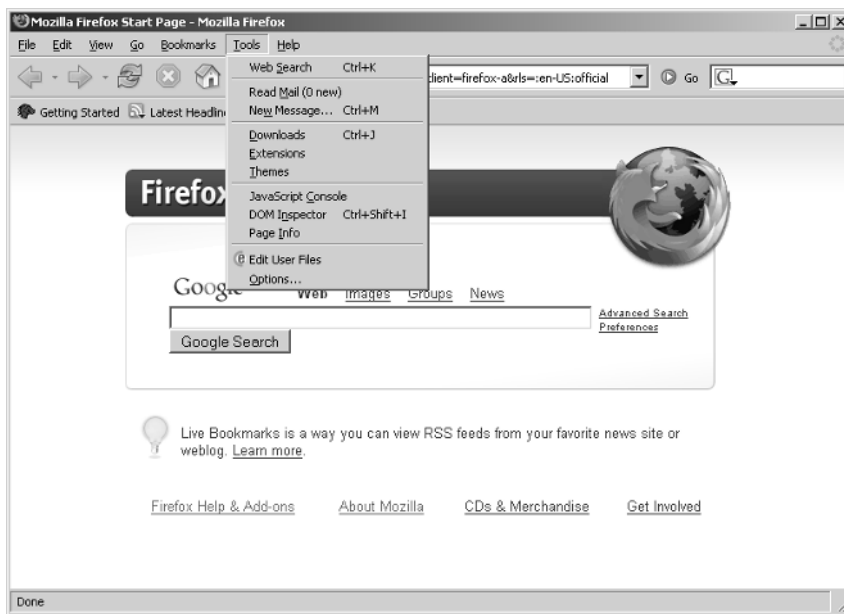 Mozilla Firefox Start Page - Mozilla Firefox
File Edit View Go Bookmarks Tools Help
Web Search Ctrl+K
client=firefox-a&rls=:en-US:official Go G
Read Mail (0 new)
New Message... Ctrl+M
Getting Started Latest
Downloads Ctrl+J
Extensions
Themes
Firefox
JavaScript Console
DOM Inspector Ctrl+Shift+I
Page Info
Edit User Files
Options...
Google Web Images Groups News
Advanced Search
Preferences
Google Search
Live Bookmarks is a way you can view RSS feeds from your favorite news site or
weblog. Learn more.
Firefox Help & Add-ons About Mozilla CDs & Merchandise Get Involved
Done